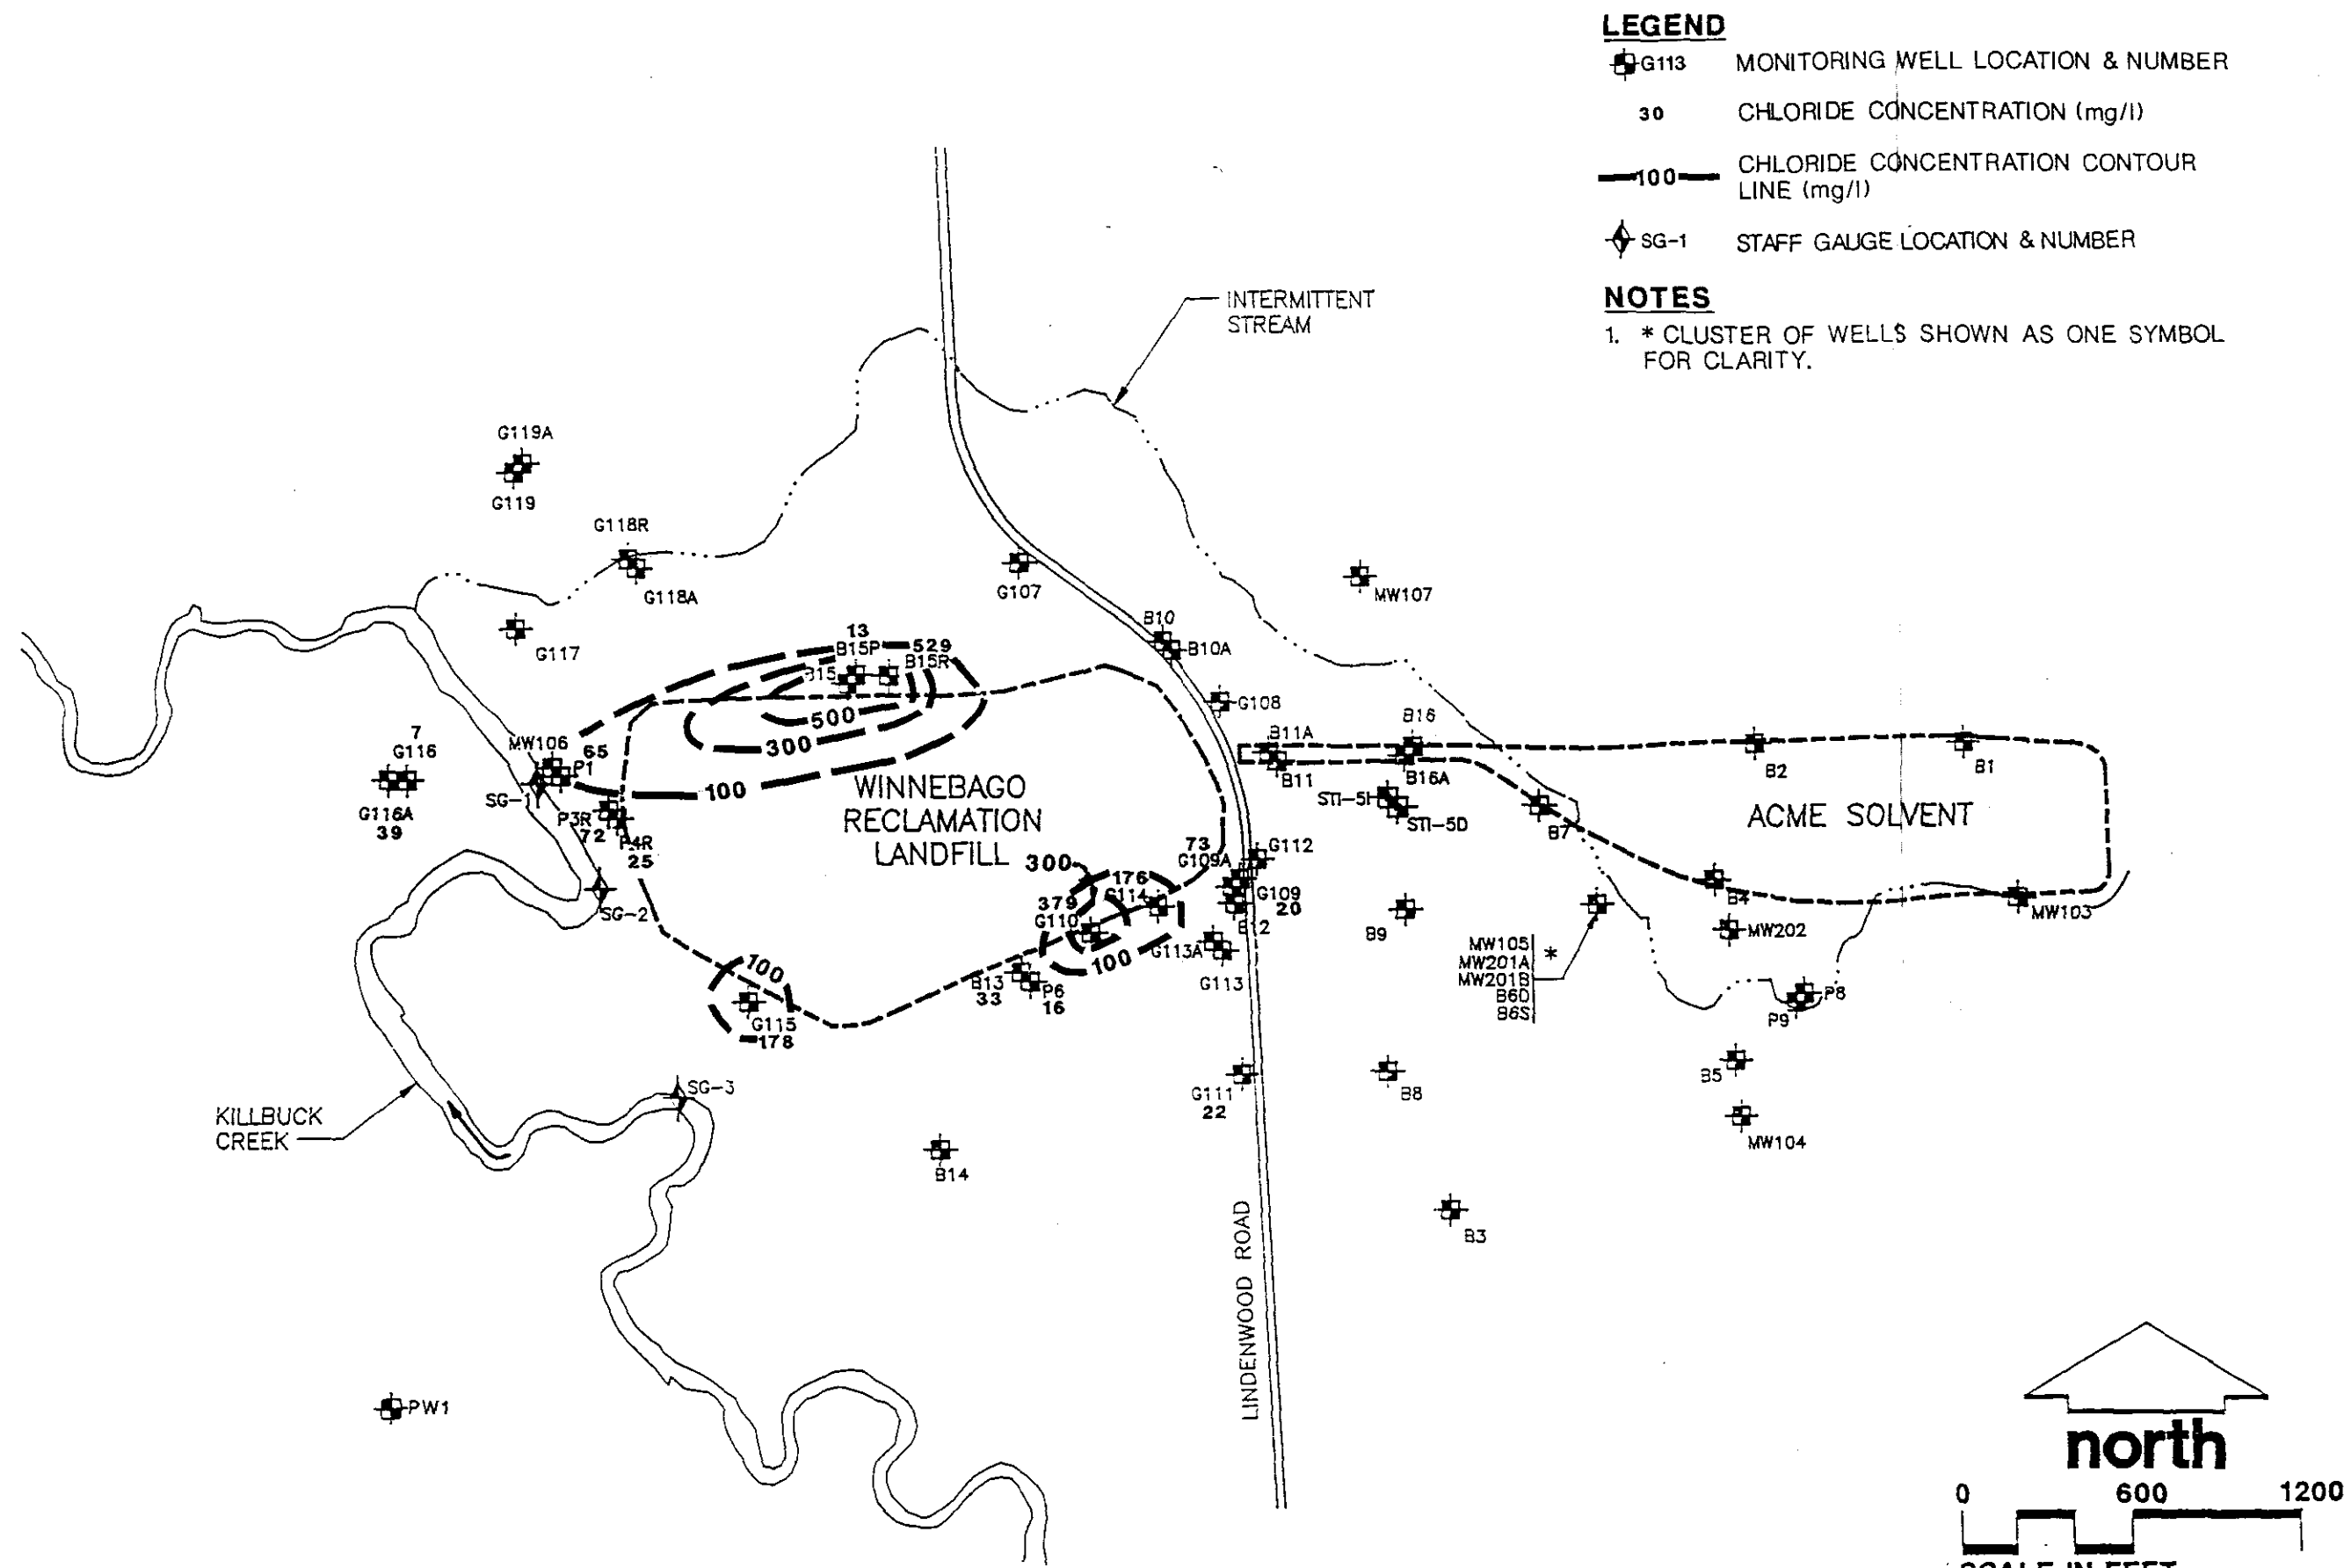 LEGEND
G113 MONITORING WELL LOCATION & NUMBER
30 CHLORIDE CONCENTRATION (mg/l)
100 CHLORIDE CONCENTRATION CONTOUR
LINE (mg/l)
SG-1 STAFF GAUGE LOCATION & NUMBER
NOTES
1. * CLUSTER OF WELLS SHOWN AS ONE SYMBOL
FOR CLARITY.
INTERMITTENT
STREAM
G119A
G119
G118R
G118A
G117
G107
MW107
B10
B10A
G108
13
B15P
529
B15R
B15
500
300
100
7
G116
G116A
39
MW106
65
P1
SG-1
P3R
72
P4R
25
SG-2
WINNEBAGO
RECLAMATION
LANDFILL
B11A
B11
B16
B16A
STI-5I
STI-5D
B2
B1
ACME SOLVENT
B7
B4
MW103
MW202
73
G109A
G112
G109
20
B12
300
176
G114
379
G110
G113A
G113
100
B13
33
P6
16
100
G115
178
B9
MW105
MW201A *
MW201B
B6D
B6S
P8
P9
B5
MW104
B8
G111
22
SG-3
KILLBUCK
CREEK
B14
B3
LINDENWOOD ROAD
PW1
north
0 600 1200
SCALE IN FEET